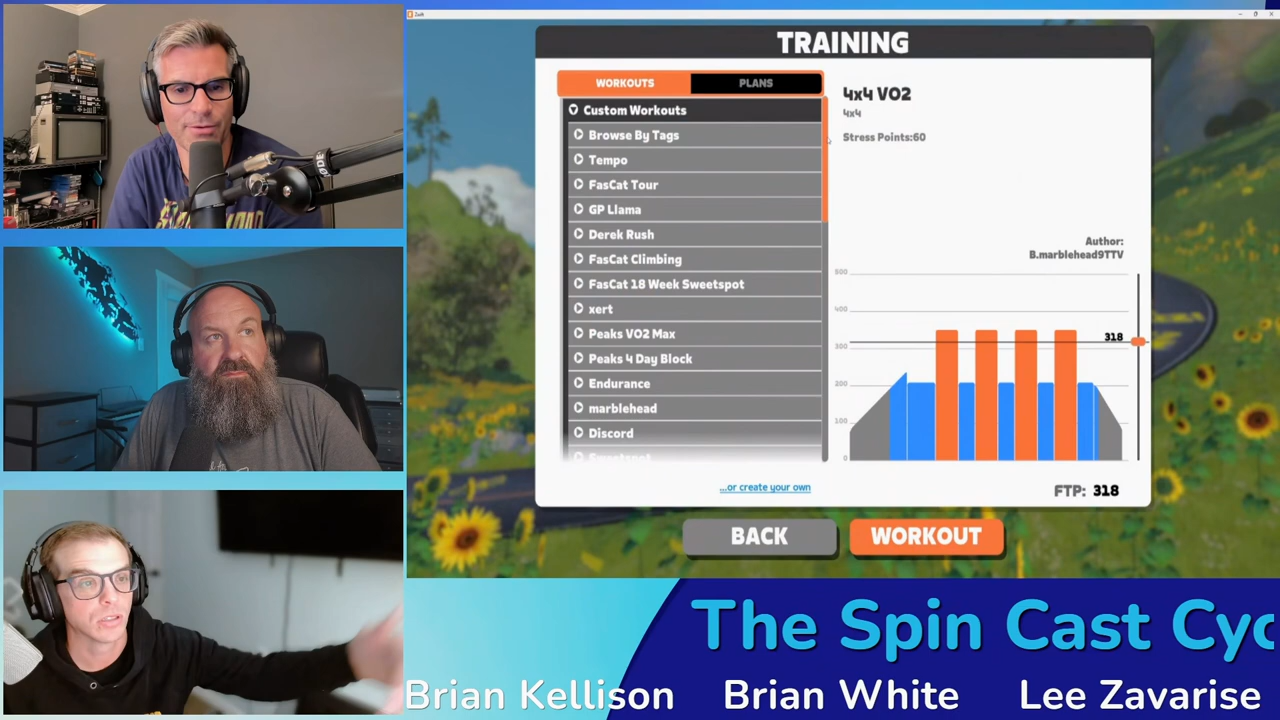 Zwift
TRAINING
WORKOUTS
PLANS
Custom Workouts
Browse By Tags
Tempo
FasCat Tour
GP Llama
Derek Rush
FasCat Climbing
FasCat 18 Week Sweetspot
xert
Peaks VO2 Max
Peaks 4 Day Block
Endurance
marblehead
Discord
Sweetspot
...or create your own
4x4 VO2
4x4
Stress Points:60
Author:
B.marblehead9TTV
500
400
318
300
200
100
0
FTP: 318
BACK
WORKOUT
The Spin Cast Cyc
Brian Kellison Brian White Lee Zavarise